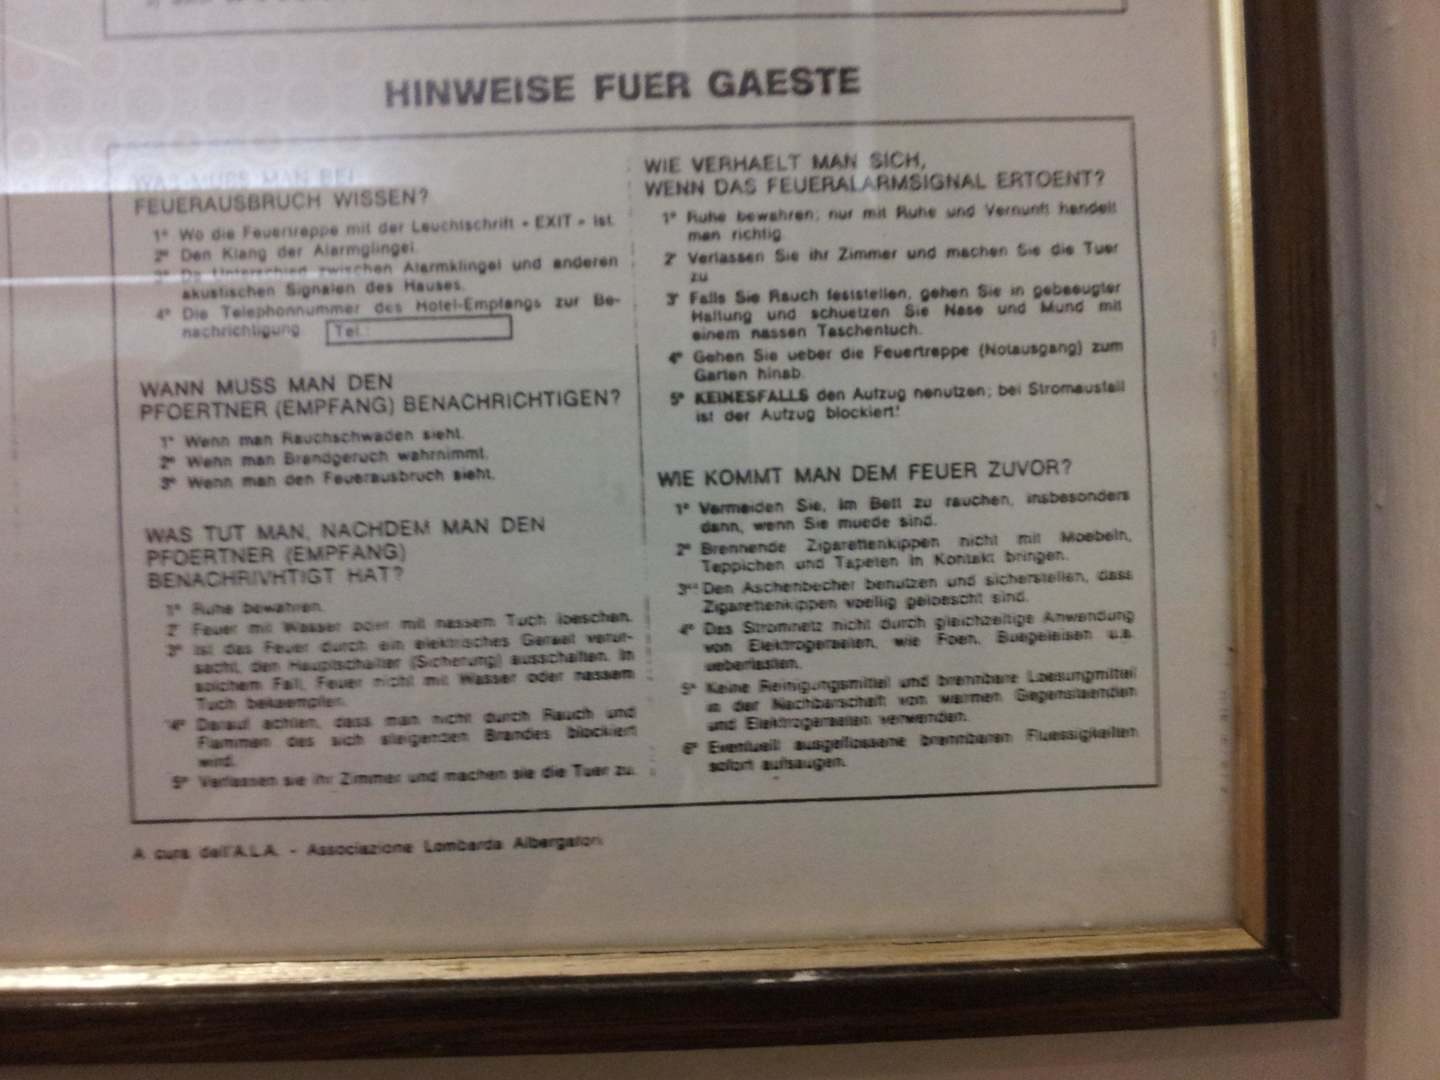 HINWEISE FUER GAESTE
WAS MUSS MAN BEI
FEUERAUSBRUCH WISSEN?
1° Wo die Feuertreppe mit der Leuchtschrift « EXIT » ist.
2° Den Klang der Alarmglingel.
3° De Unterschied zwischen Alarmklingel und anderen
akustischen Signalen des Hauses.
4° Die Telephonnummer des Hotel-Empfangs zur Be-
nachrichtigung Tel.:
WANN MUSS MAN DEN
PFOERTNER (EMPFANG) BENACHRICHTIGEN?
1° Wenn man Rauchschwaden sieht.
2° Wenn man Brandgeruch wahrnimmt.
3° Wenn man den Feuerausbruch sieht.
WAS TUT MAN, NACHDEM MAN DEN
PFOERTNER (EMPFANG)
BENACHRIVHTIGT HAT?
1° Ruhe bewahren.
2° Feuer mit Wasser oder mit nassem Tuch loeschen.
3° Ist das Feuer durch ein elektrisches Geraet verur-
sacht, den Hauptschalter (Sicherung) ausschalten. In
solchem Fall, Feuer nicht mit Wasser oder nassem
Tuch bekaempfen.
4° Darauf achten, dass man nicht durch Rauch und
Flammen des sich steigenden Brandes blockiert
wird.
5° Verlassen sie ihr Zimmer und machen sie die Tuer zu.
WIE VERHAELT MAN SICH,
WENN DAS FEUERALARMSIGNAL ERTOENT?
1° Ruhe bewahren; nur mit Ruhe und Vernunft handelt
man richtig.
2° Verlassen Sie ihr Zimmer und machen Sie die Tuer
zu
3° Falls Sie Rauch feststellen, gehen Sie in gebeugter
Haltung und schuetzen Sie Nase und Mund mit
einem nassen Taschentuch.
4° Gehen Sie ueber die Feuertreppe (Notausgang) zum
Garten hinab.
5° KEINESFALLS den Aufzug nenutzen; bei Stromausfall
ist der Aufzug blockiert!
WIE KOMMT MAN DEM FEUER ZUVOR?
1° Vermeiden Sie, im Bett zu rauchen, insbesonders
dann, wenn Sie muede sind.
2° Brennende Zigarettenkippen nicht mit Moebeln,
Teppichen und Tapeten in Kontakt bringen.
3° Den Aschenbecher benutzen und sicherstellen, dass
Zigarettenkippen voellig geloescht sind.
4° Das Stromnetz nicht durch gleichzeitige Anwendung
von Elektrogeraeten, wie Foen, Buegeleisen u.a.
ueberlasten.
5° Keine Reinigungsmittel und brennbare Loesungmittel
in der Nachbarschaft von warmen Gegenstaenden
und Elektrogeraeten verwenden.
6° Eventuell ausgeflossene brennbaren Fluessigkeiten
sofort aufsaugen.
A cura dell'A.L.A. - Associazione Lombarda Albergatori